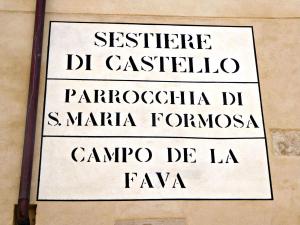 SESTIERE
DI CASTELLO
PARROCCHIA DI
S. MARIA FORMOSA
CAMPO DE LA
FAVA